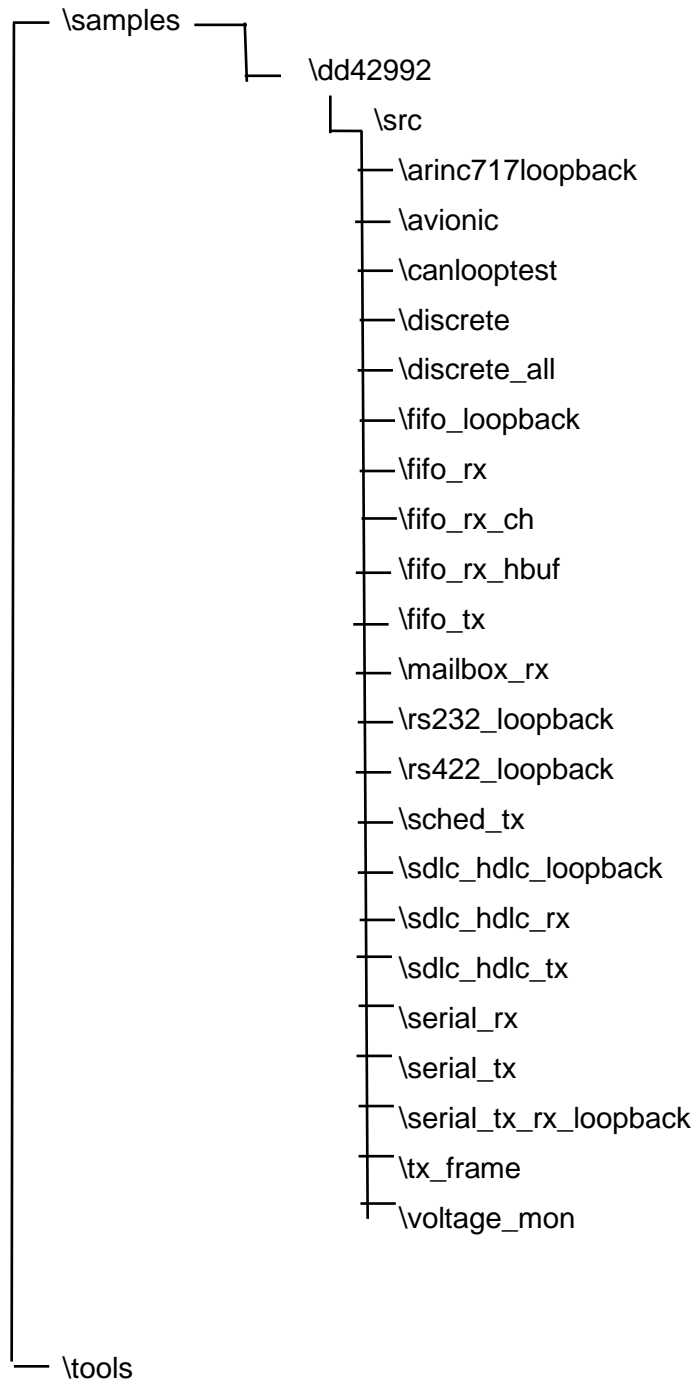 \samples
\dd42992
\src
\arinc717loopback
\avionic
\canlooptest
\discrete
\discrete_all
\fifo_loopback
\fifo_rx
\fifo_rx_ch
\fifo_rx_hbuf
\fifo_tx
\mailbox_rx
\rs232_loopback
\rs422_loopback
\sched_tx
\sdlc_hdlc_loopback
\sdlc_hdlc_rx
\sdlc_hdlc_tx
\serial_rx
\serial_tx
\serial_tx_rx_loopback
\tx_frame
\voltage_mon
\tools